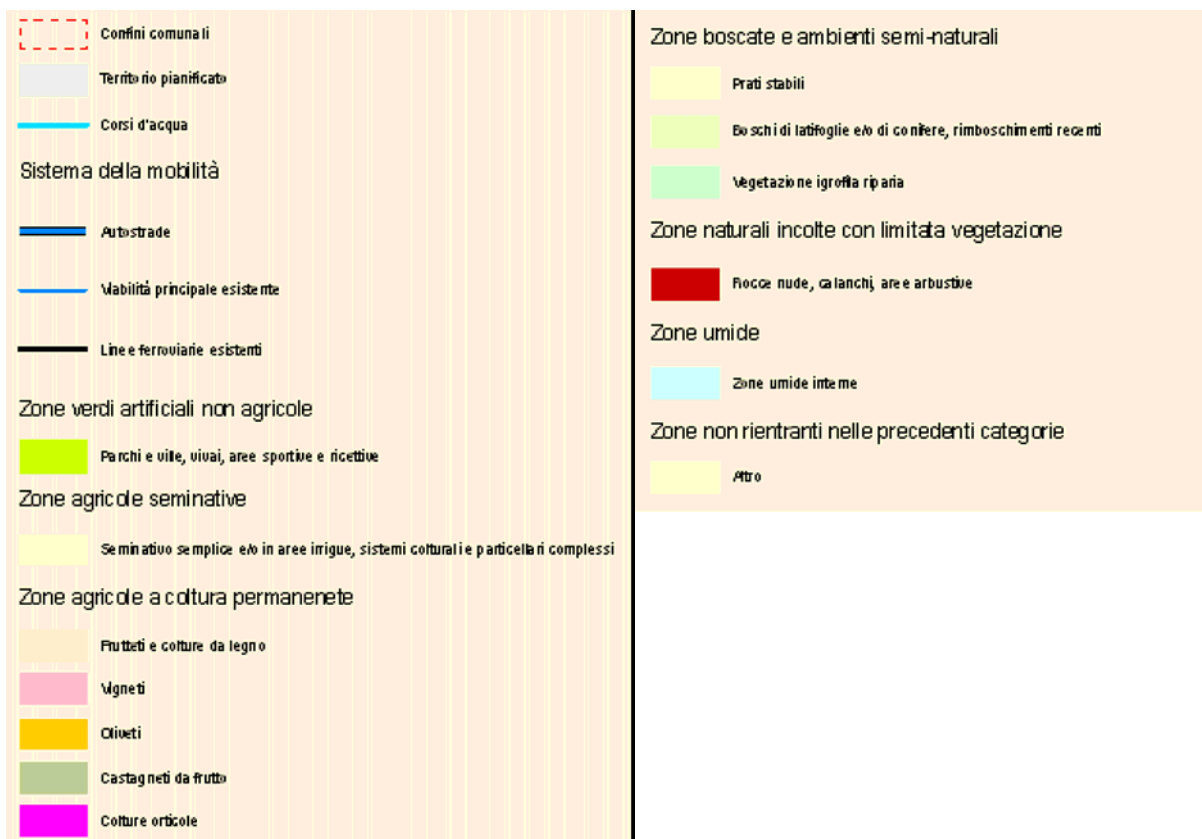 Confini comunali
Territorio pianificato
Corsi d'acqua
Sistema della mobilità
Autostrade
Viabilità principale esistente
Linee ferroviarie esistenti
Zone verdi artificiali non agricole
Parchi e ville, vivai, aree sportive e ricettive
Zone agricole seminative
Seminativo semplice e/o in aree irrigue, sistemi colturali e particellari complessi
Zone agricole a coltura permanenete
Frutteti e colture da legno
Vigneti
Oliveti
Castagneti da frutto
Colture orticole
Zone boscate e ambienti semi-naturali
Prati stabili
Boschi di latifoglie e/o di conifere, rimboschimenti recenti
Vegetazione igrofila riparia
Zone naturali incolte con limitata vegetazione
Rocce nude, calanchi, aree arbustive
Zone umide
Zone umide interne
Zone non rientranti nelle precedenti categorie
Altro